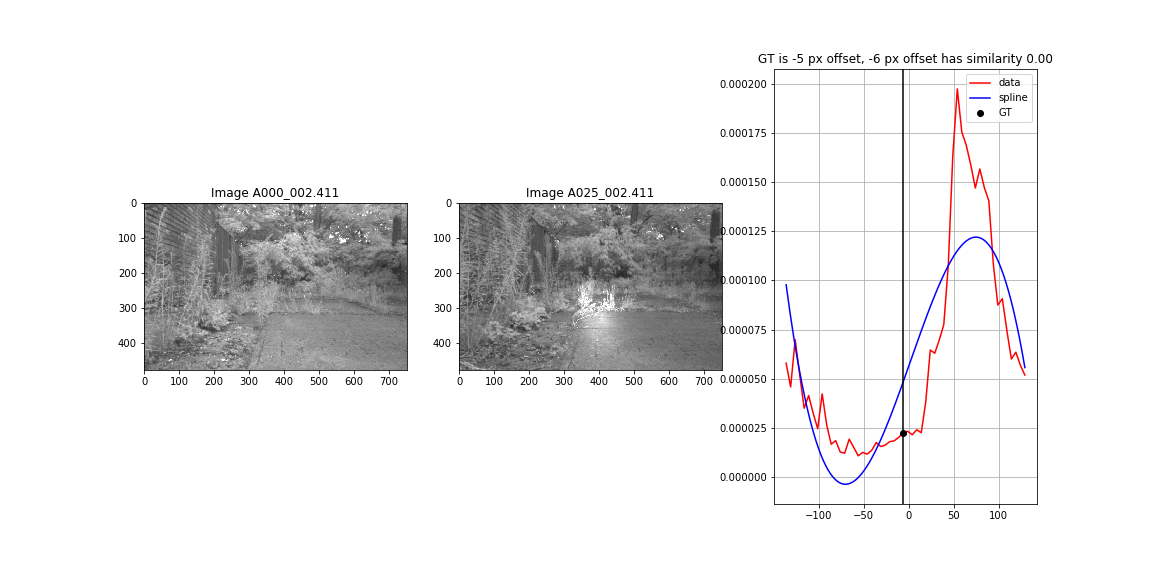 GT is -5 px offset, -6 px offset has similarity 0.00
0.000200
0.000175
0.000150
0.000125
0.000100
0.000075
0.000050
0.000025
0.000000
−100 −50 0 50 100
data
spline
GT
Image A000_002.411
0
100
200
300
400
0 100 200 300 400 500 600 700
Image A025_002.411
0
100
200
300
400
0 100 200 300 400 500 600 700